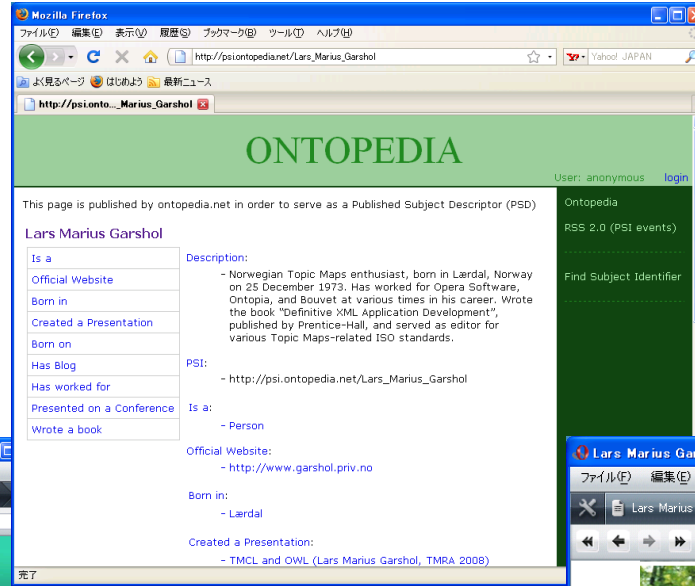 Mozilla Firefox
ファイル(F) 編集(E) 表示(V) 履歴(S) ブックマーク(B) ツール(T) ヘルプ(H)
http://psi.ontopedia.net/Lars_Marius_Garshol
Yahoo! JAPAN
よく見るページ はじめよう 最新ニュース
http://psi.onto..._Marius_Garshol
ONTOPEDIA
User: anonymous login
This page is published by ontopedia.net in order to serve as a Published Subject Descriptor (PSD)
Lars Marius Garshol
Is a
Official Website
Born in
Created a Presentation
Born on
Has Blog
Has worked for
Presented on a Conference
Wrote a book
Description:
- Norwegian Topic Maps enthusiast, born in Lærdal, Norway
on 25 December 1973. Has worked for Opera Software,
Ontopia, and Bouvet at various times in his career. Wrote
the book "Definitive XML Application Development",
published by Prentice-Hall, and served as editor for
various Topic Maps-related ISO standards.
PSI:
- http://psi.ontopedia.net/Lars_Marius_Garshol
Is a:
- Person
Official Website:
- http://www.garshol.priv.no
Born in:
- Lærdal
Created a Presentation:
- TMCL and OWL (Lars Marius Garshol, TMRA 2008)
Ontopedia
RSS 2.0 (PSI events)
Find Subject Identifier
完了
Lars Marius Gar
ファイル(F) 編集(E)
Lars Marius